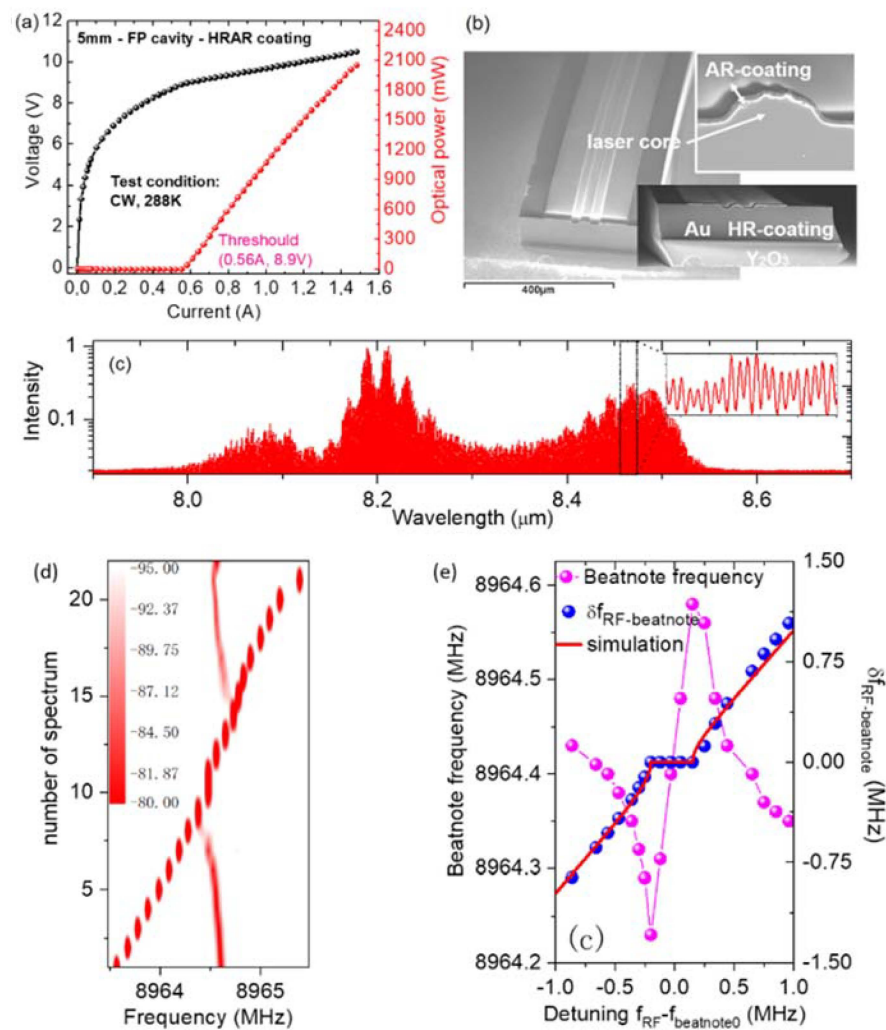 (a)
5mm - FP cavity - HRAR coating
Test condition:
CW, 288K
Threshould
(0.56A, 8.9V)
12
10
8
6
4
2
0
Voltage (V)
2400
2100
1800
1500
1200
900
600
300
0
Optical power (mW)
0.0 0.2 0.4 0.6 0.8 1.0 1.2 1.4 1.6
Current (A)
(b)
AR-coating
laser core
Au HR-coating
Y₂O₃
400μm
(c)
1
0.1
Intensity
8.0 8.2 8.4 8.6
Wavelength (μm)
(d)
-95.00
-92.37
-89.75
-87.12
-84.50
-81.87
-80.00
20
15
10
5
number of spectrum
8964 8965
Frequency (MHz)
(e)
Beatnote frequency
δfRF-beatnote
simulation
8964.6
8964.5
8964.4
8964.3
8964.2
Beatnote frequency (MHz)
1.50
0.75
0.00
-0.75
-1.50
δfRF-beatnote (MHz)
(c)
-1.0 -0.5 0.0 0.5 1.0
Detuning fRF-fbeatnote0 (MHz)